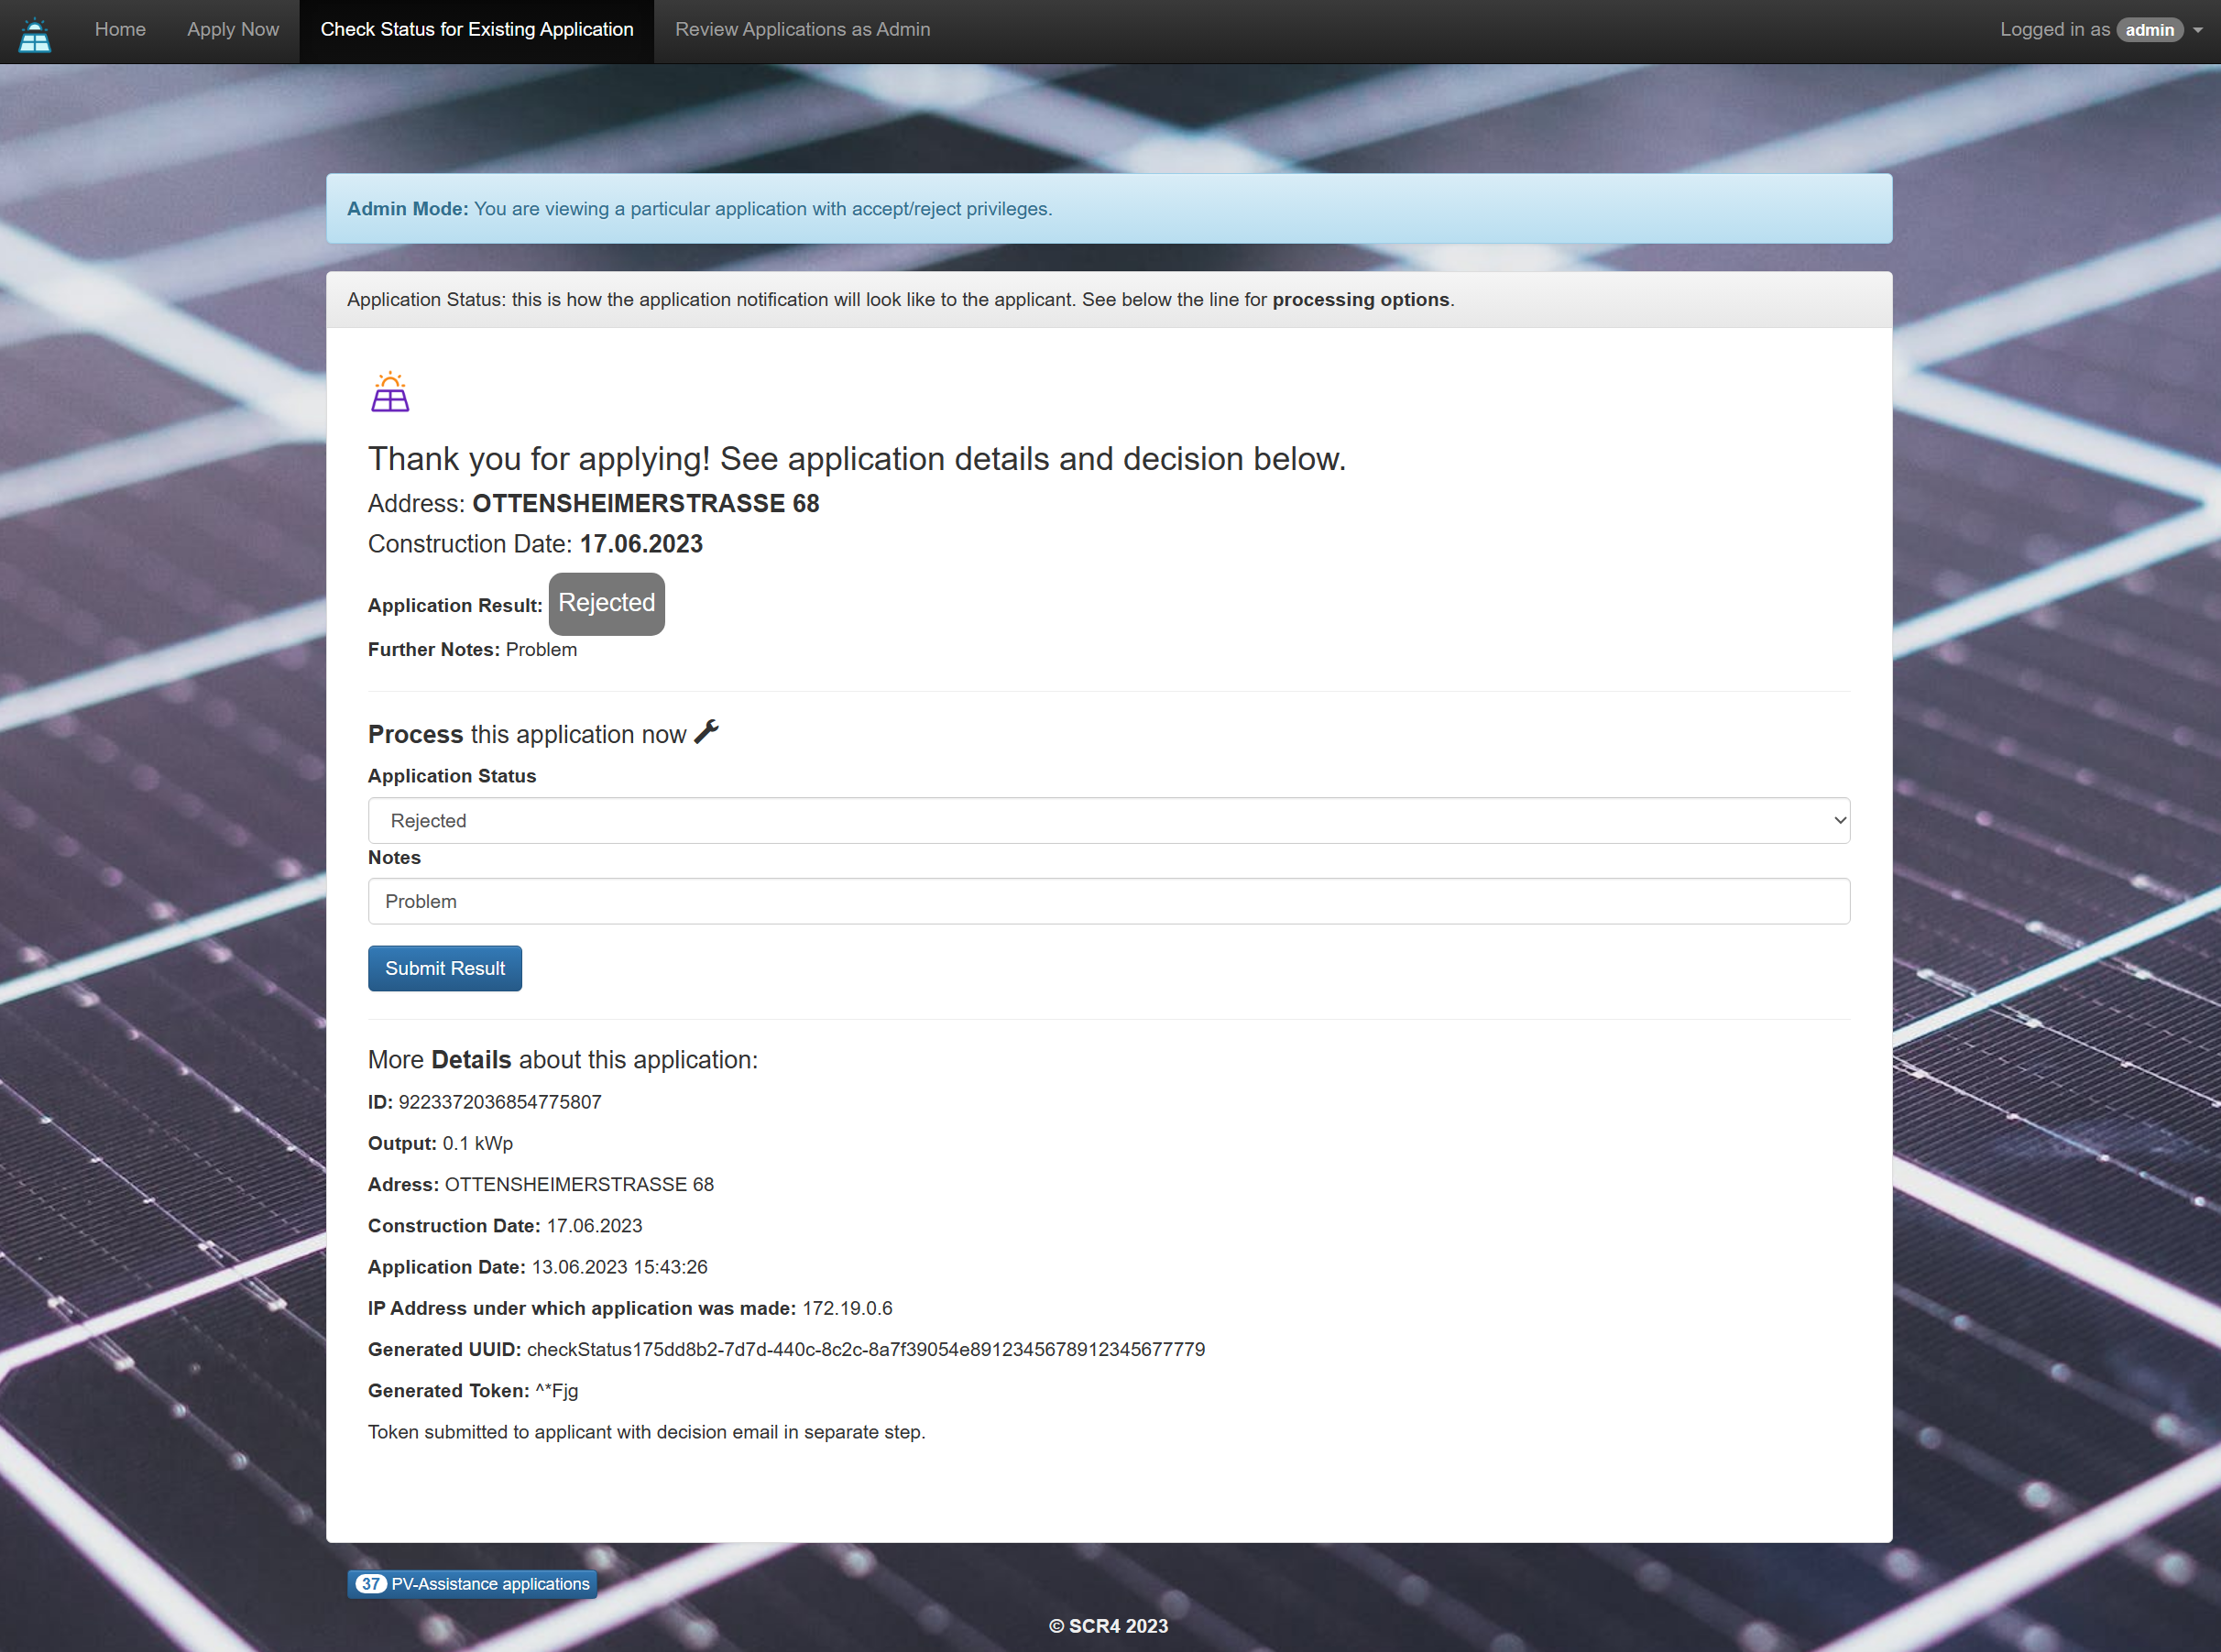 Home Apply Now Check Status for Existing Application Review Applications as Admin Logged in as admin
Admin Mode: You are viewing a particular application with accept/reject privileges.
Application Status: this is how the application notification will look like to the applicant. See below the line for processing options.
Thank you for applying! See application details and decision below.
Address: OTTENSHEIMERSTRASSE 68
Construction Date: 17.06.2023
Application Result: Rejected
Further Notes: Problem
Process this application now
Application Status
Rejected
Notes
Problem
Submit Result
More Details about this application:
ID: 9223372036854775807
Output: 0.1 kWp
Adress: OTTENSHEIMERSTRASSE 68
Construction Date: 17.06.2023
Application Date: 13.06.2023 15:43:26
IP Address under which application was made: 172.19.0.6
Generated UUID: checkStatus175dd8b2-7d7d-440c-8c2c-8a7f39054e8912345678912345677779
Generated Token: ^*Fjg
Token submitted to applicant with decision email in separate step.
37 PV-Assistance applications
© SCR4 2023